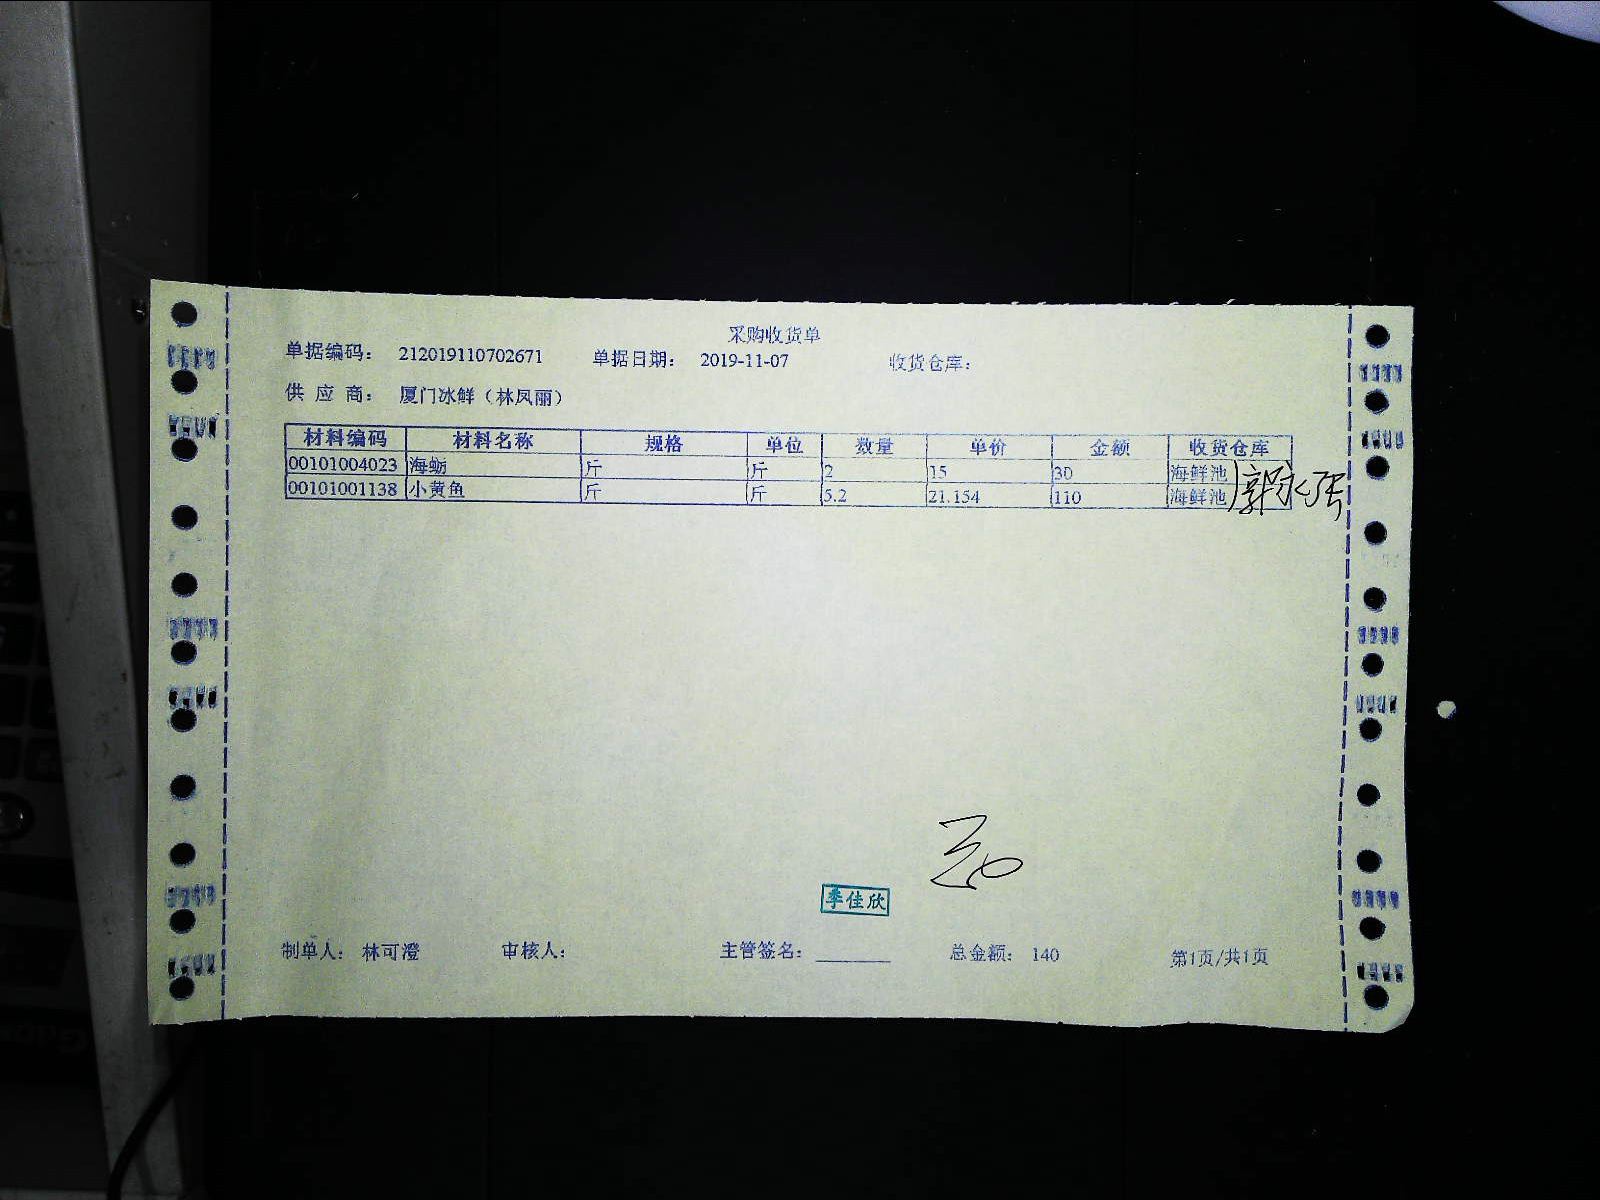 采购收货单
单据编码： 212019110702671 单据日期： 2019-11-07 收货仓库：
供 应 商： 厦门冰鲜（林凤丽）
材料编码 材料名称 规格 单位 数量 单价 金额 收货仓库
00101004023 海蛎 斤 斤 2 15 30 海鲜池
00101001138 小黄鱼 斤 斤 5.2 21.154 110 海鲜池
季佳欣
制单人： 林可澄 审核人： 主管签名： 总金额： 140 第1页/共1页